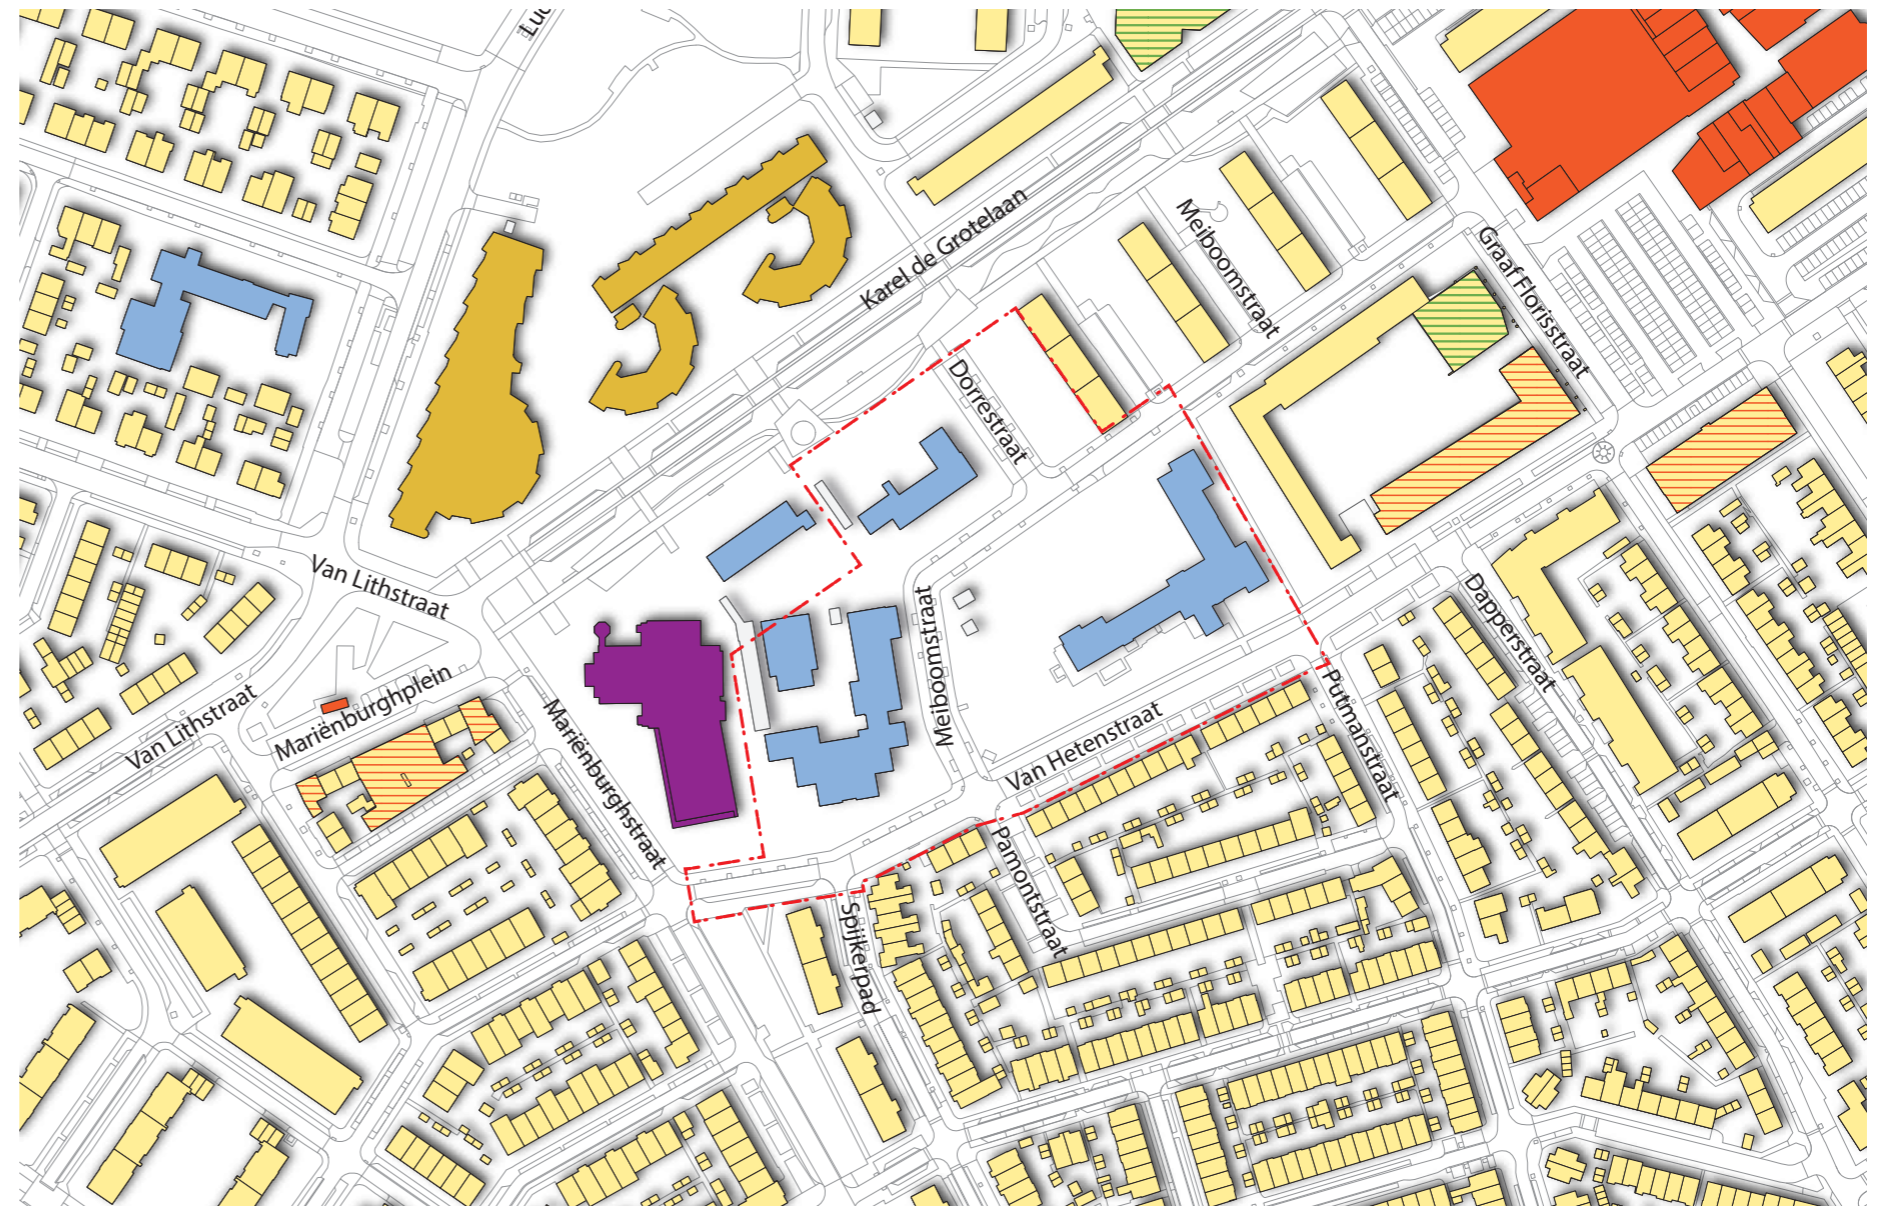 Luc
Karel de Grotelaan
Meiboomstraat
Graaf Florisstraat
Dorrestraat
Van Lithstraat
Meiboomstraat
Dapperstraat
Van Lithstraat
Mariënburghplein
Mariënburghstraat
Van Hetenstraat
Putmanstraat
Pamontstraat
Spijkerpad